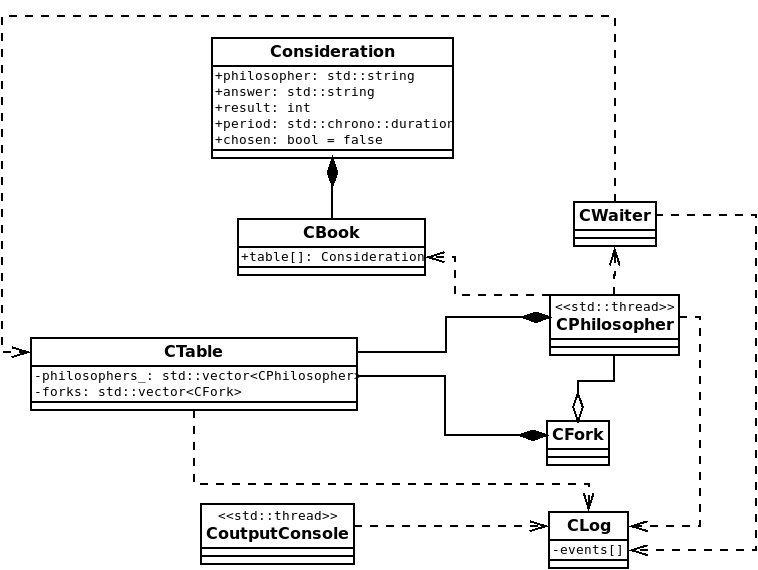 Consideration
+philosopher: std::string
+answer: std::string
+result: int
+period: std::chrono::duration
+chosen: bool = false
CWaiter
CBook
+table[]: Consideration
<<std::thread>>
CPhilosopher
CTable
-philosophers_: std::vector<CPhilosopher>
-forks: std::vector<CFork>
CFork
<<std::thread>>
CoutputConsole
CLog
-events[]